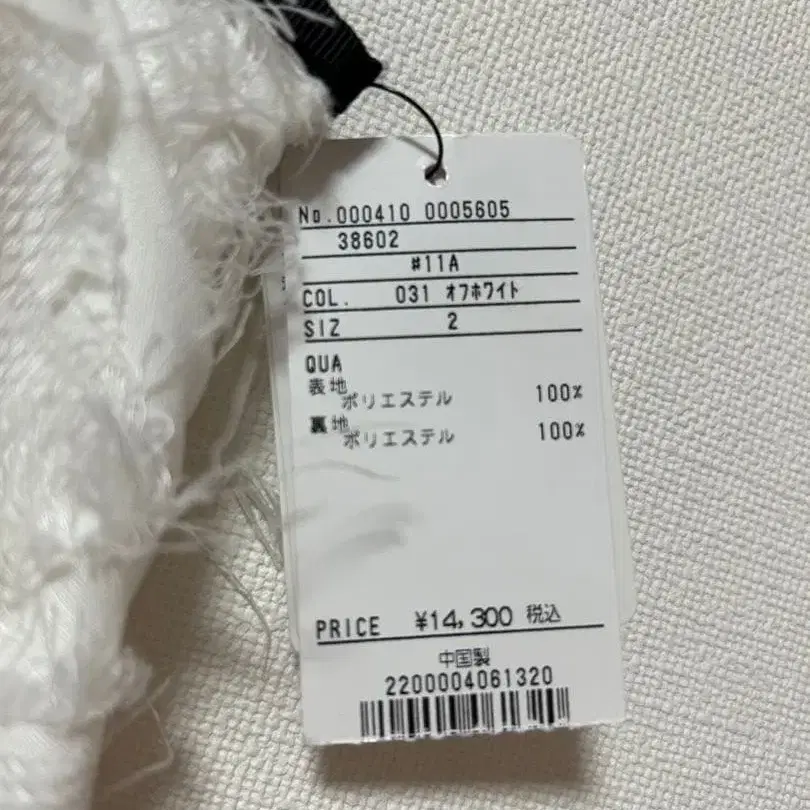 No.000410 0005605
38602
#11A
COL. 031 ｵﾌﾎﾜｲﾄ
SIZ 2
QUA
表地
ポリエステル 100%
裏地
ポリエステル 100%
PRICE ¥14,300 税込
中国製
2200004061320